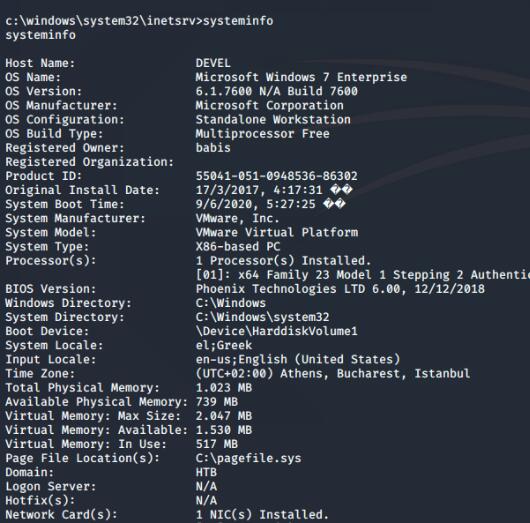 c:\windows\system32\inetsrv>systeminfo
systeminfo
Host Name: DEVEL
OS Name: Microsoft Windows 7 Enterprise
OS Version: 6.1.7600 N/A Build 7600
OS Manufacturer: Microsoft Corporation
OS Configuration: Standalone Workstation
OS Build Type: Multiprocessor Free
Registered Owner: babis
Registered Organization:
Product ID: 55041-051-0948536-86302
Original Install Date: 17/3/2017, 4:17:31 ��
System Boot Time: 9/6/2020, 5:27:25 ��
System Manufacturer: VMware, Inc.
System Model: VMware Virtual Platform
System Type: X86-based PC
Processor(s): 1 Processor(s) Installed.
[01]: x64 Family 23 Model 1 Stepping 2 Authentic
BIOS Version: Phoenix Technologies LTD 6.00, 12/12/2018
Windows Directory: C:\Windows
System Directory: C:\Windows\system32
Boot Device: \Device\HarddiskVolume1
System Locale: el;Greek
Input Locale: en-us;English (United States)
Time Zone: (UTC+02:00) Athens, Bucharest, Istanbul
Total Physical Memory: 1.023 MB
Available Physical Memory: 739 MB
Virtual Memory: Max Size: 2.047 MB
Virtual Memory: Available: 1.530 MB
Virtual Memory: In Use: 517 MB
Page File Location(s): C:\pagefile.sys
Domain: HTB
Logon Server: N/A
Hotfix(s): N/A
Network Card(s): 1 NIC(s) Installed.